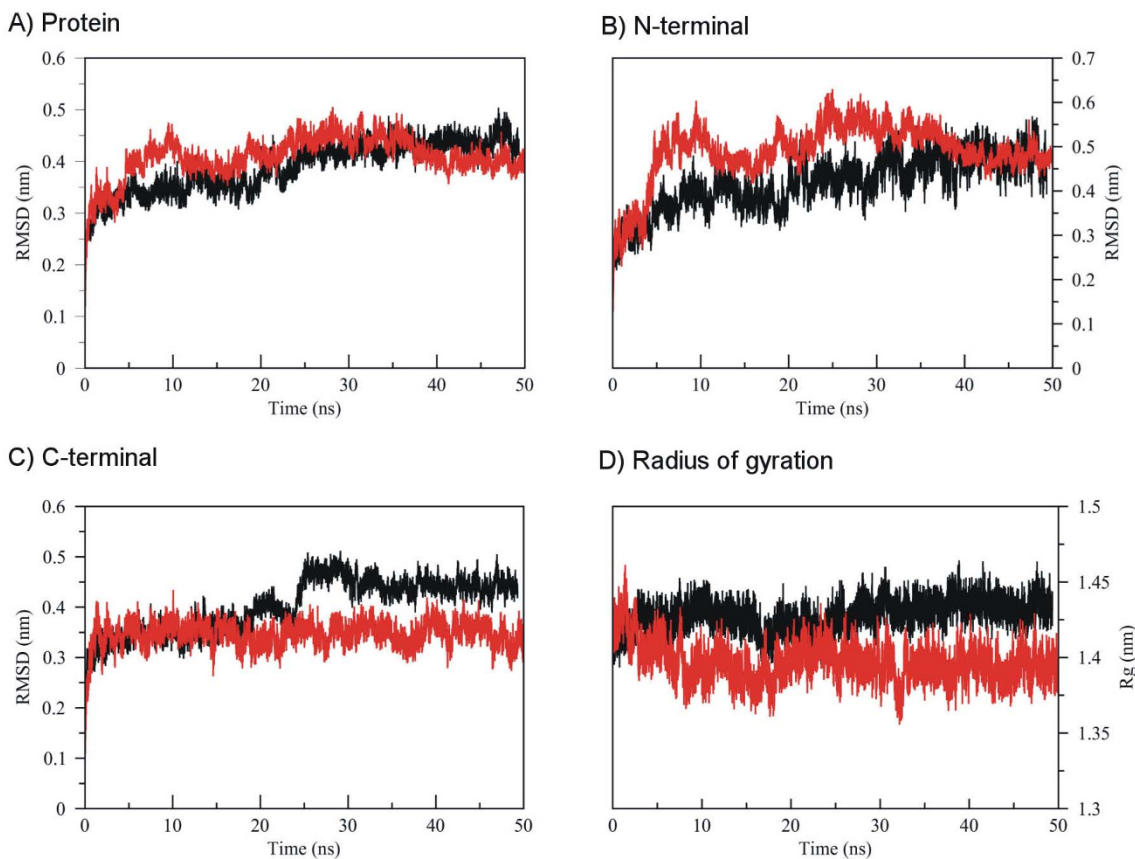 A) Protein
0.6
0.5
0.4
0.3
0.2
0.1
0
RMSD (nm)
0 10 20 30 40 50
Time (ns)
B) N-terminal
0.7
0.6
0.5
0.4
0.3
0.2
0.1
0
RMSD (nm)
0 10 20 30 40 50
Time (ns)
C) C-terminal
0.6
0.5
0.4
0.3
0.2
0.1
0
RMSD (nm)
0 10 20 30 40 50
Time (ns)
D) Radius of gyration
1.5
1.45
1.4
1.35
1.3
Rg (nm)
0 10 20 30 40 50
Time (ns)